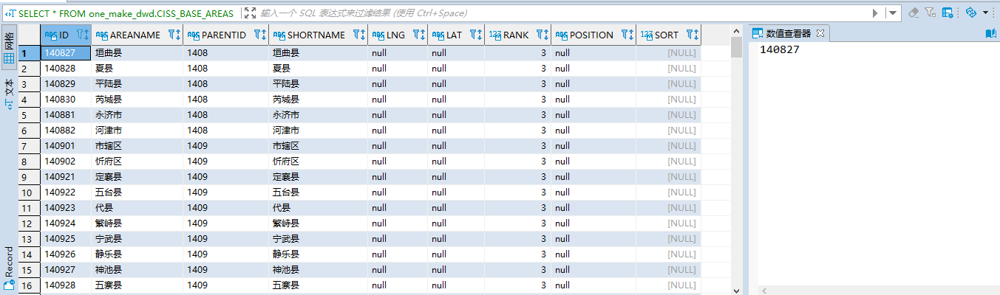 SELECT * FROM one_make_dwd.CISS_BASE_AREAS 输入一个 SQL 表达式来过滤结果 (使用 Ctrl+Space)
网格
文本
Record
ABC ID ABC AREANAME ABC PARENTID ABC SHORTNAME ABC LNG ABC LAT 123 RANK ABC POSITION 123 SORT
1 140827 垣曲县 1408 垣曲县 null null 3 null [NULL]
2 140828 夏县 1408 夏县 null null 3 null [NULL]
3 140829 平陆县 1408 平陆县 null null 3 null [NULL]
4 140830 芮城县 1408 芮城县 null null 3 null [NULL]
5 140881 永济市 1408 永济市 null null 3 null [NULL]
6 140882 河津市 1408 河津市 null null 3 null [NULL]
7 140901 市辖区 1409 市辖区 null null 3 null [NULL]
8 140902 忻府区 1409 忻府区 null null 3 null [NULL]
9 140921 定襄县 1409 定襄县 null null 3 null [NULL]
10 140922 五台县 1409 五台县 null null 3 null [NULL]
11 140923 代县 1409 代县 null null 3 null [NULL]
12 140924 繁峙县 1409 繁峙县 null null 3 null [NULL]
13 140925 宁武县 1409 宁武县 null null 3 null [NULL]
14 140926 静乐县 1409 静乐县 null null 3 null [NULL]
15 140927 神池县 1409 神池县 null null 3 null [NULL]
16 140928 五寨县 1409 五寨县 null null 3 null [NULL]
数值查看器
140827